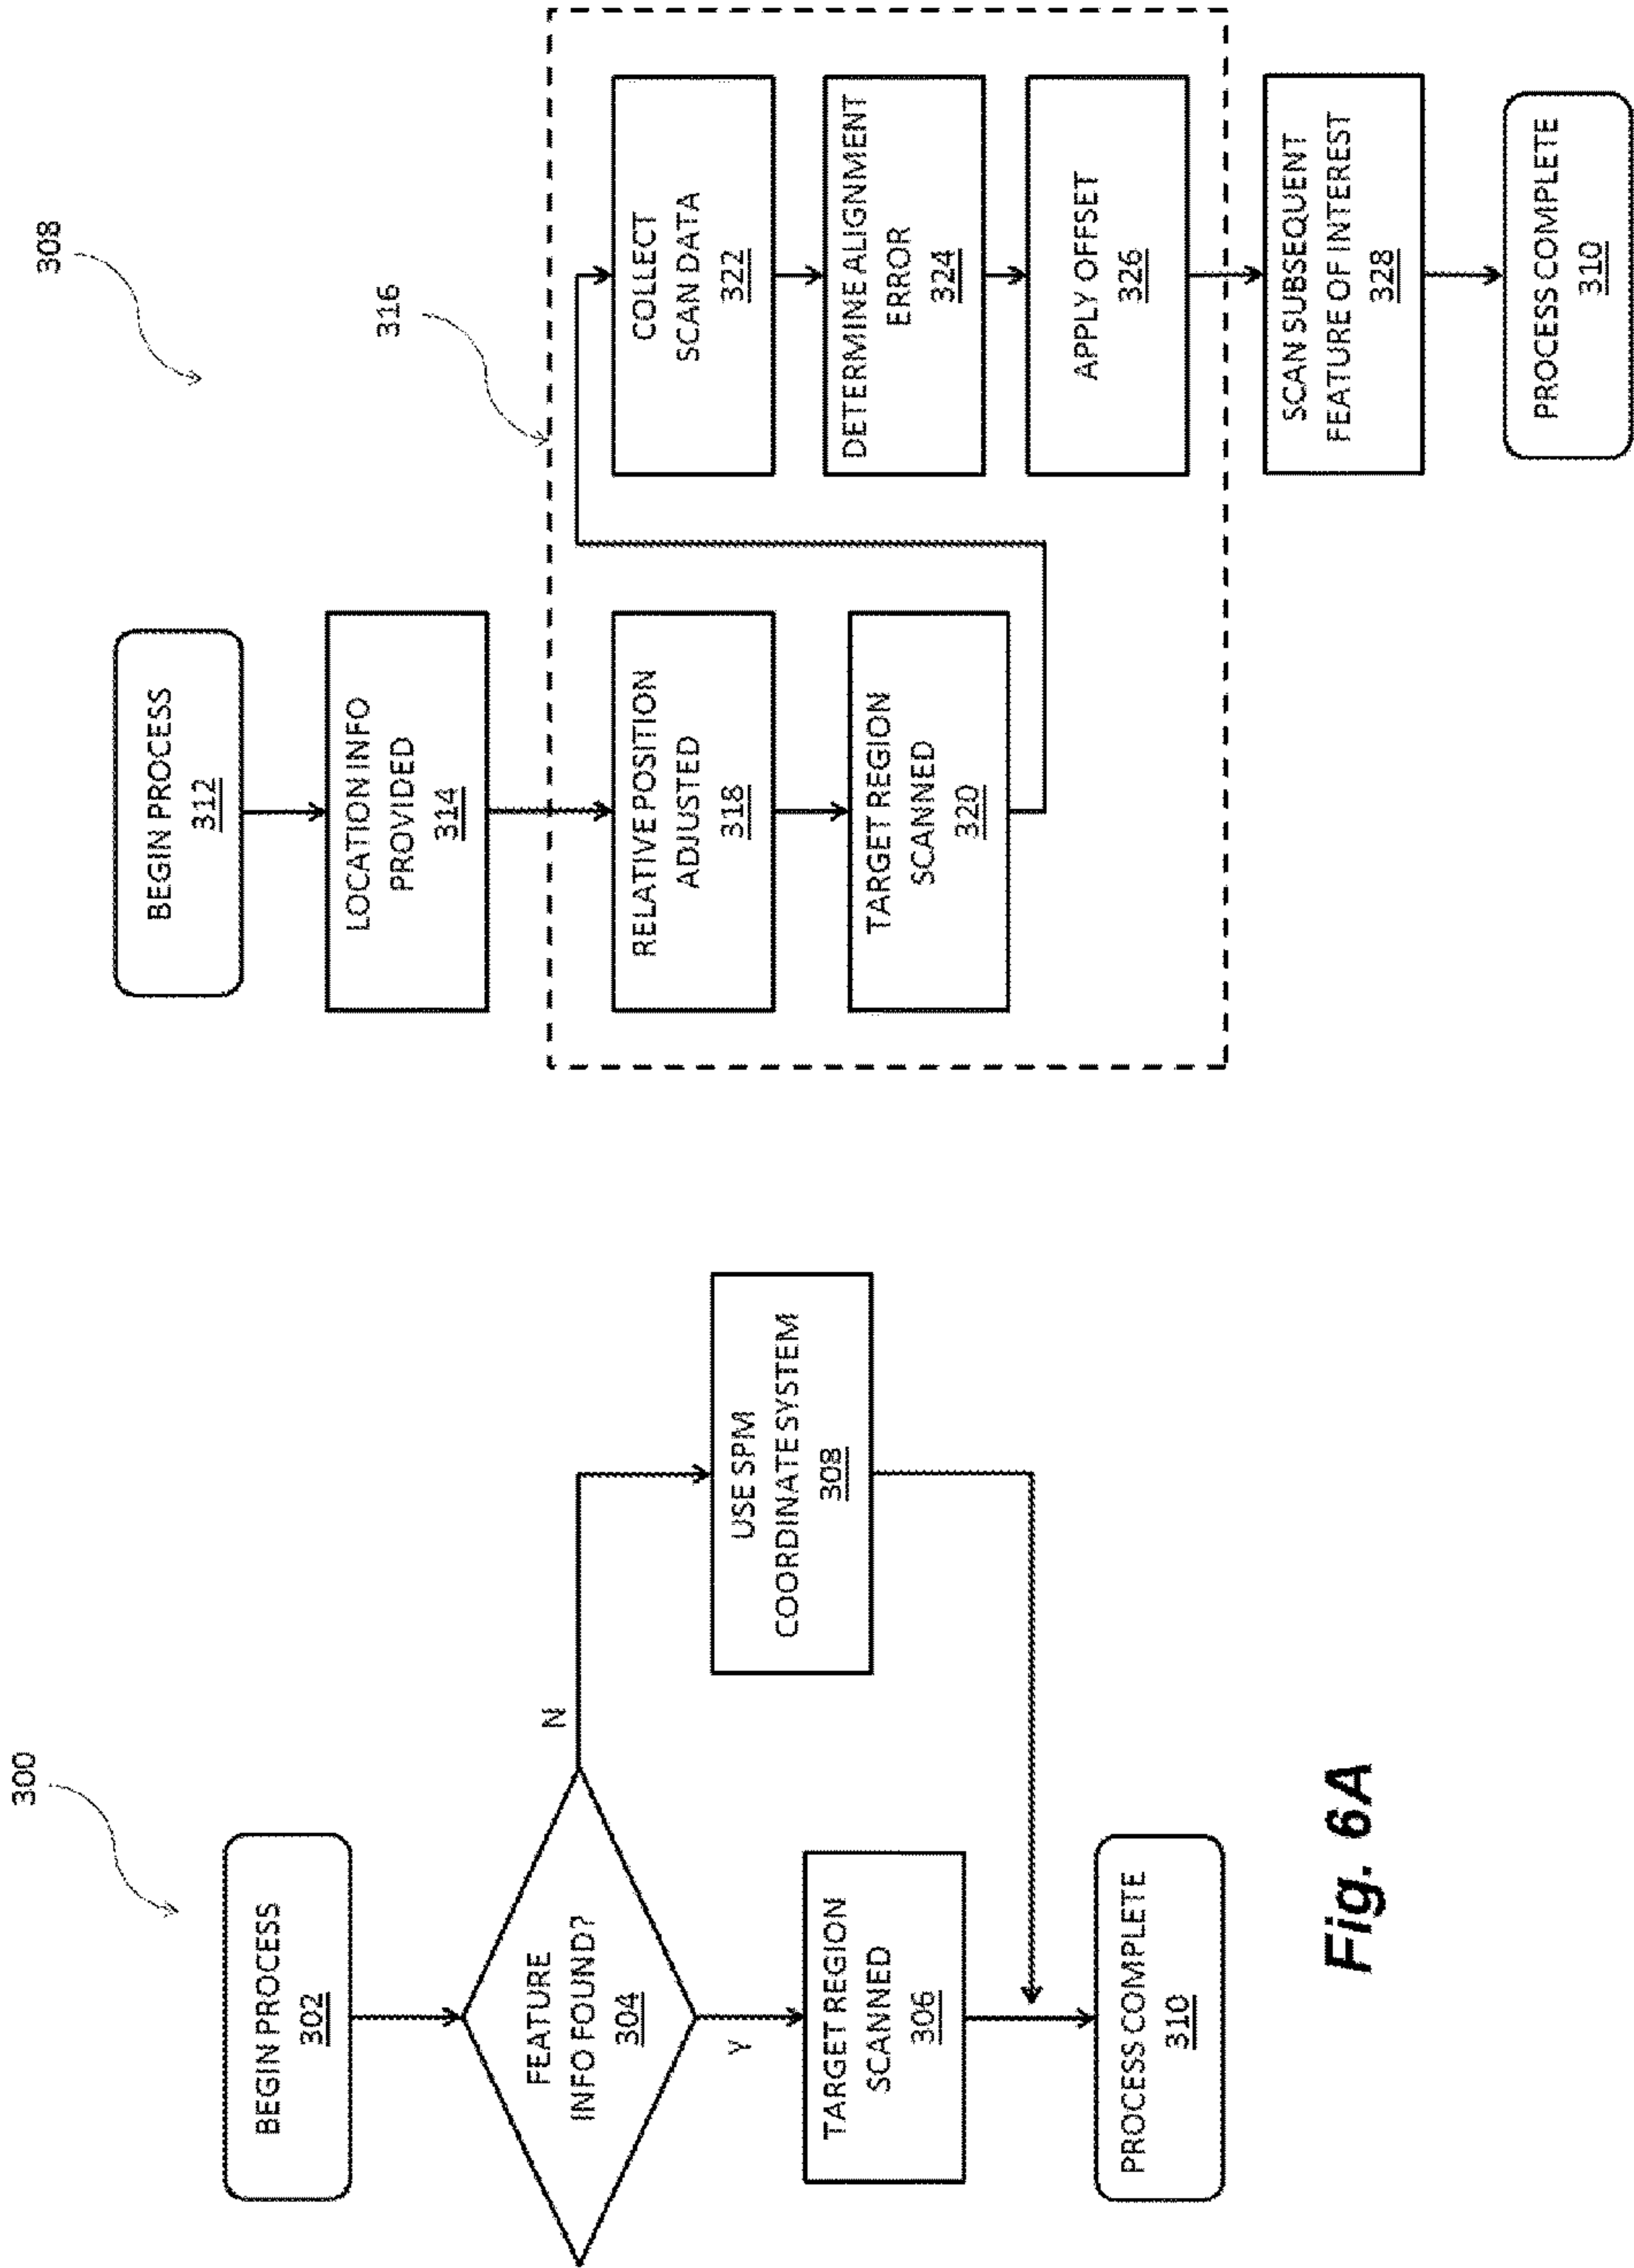 300
BEGIN PROCESS
302
FEATURE
INFO FOUND?
304
N
Y
TARGET REGION
SCANNED
306
USE SPM
COORDINATE SYSTEM
308
PROCESS COMPLETE
310
Fig. 6A
308
BEGIN PROCESS
312
LOCATION INFO
PROVIDED
314
316
RELATIVE POSITION
ADJUSTED
318
TARGET REGION
SCANNED
320
COLLECT
SCAN DATA
322
DETERMINE ALIGNMENT
ERROR
324
APPLY OFFSET
326
SCAN SUBSEQUENT
FEATURE OF INTEREST
328
PROCESS COMPLETE
310